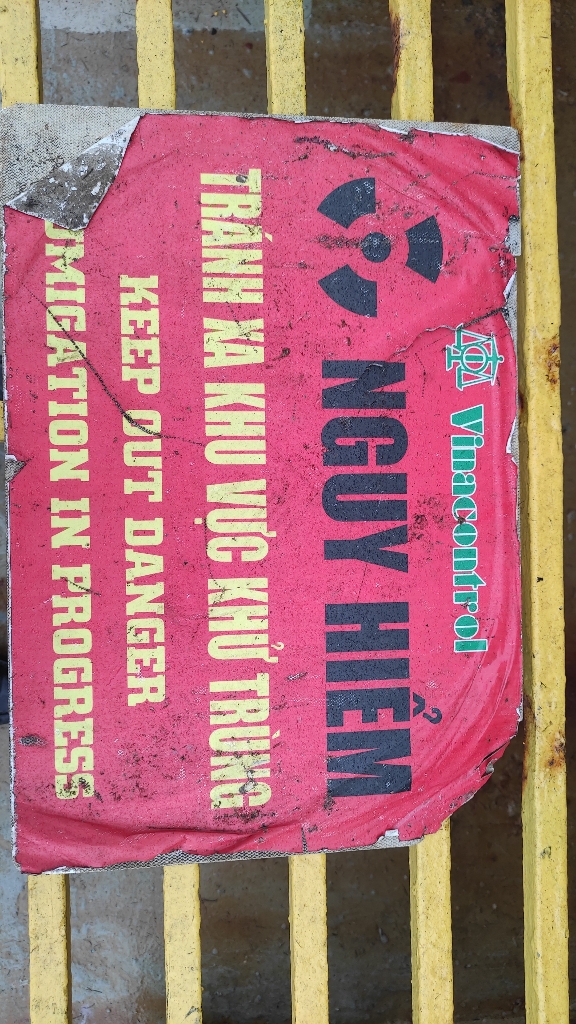 Vinacontrol
NGUY HIỂM
TRÁNH XA KHU VỰC KHỬ TRÙNG
KEEP OUT DANGER
MIGATION IN PROGRESS